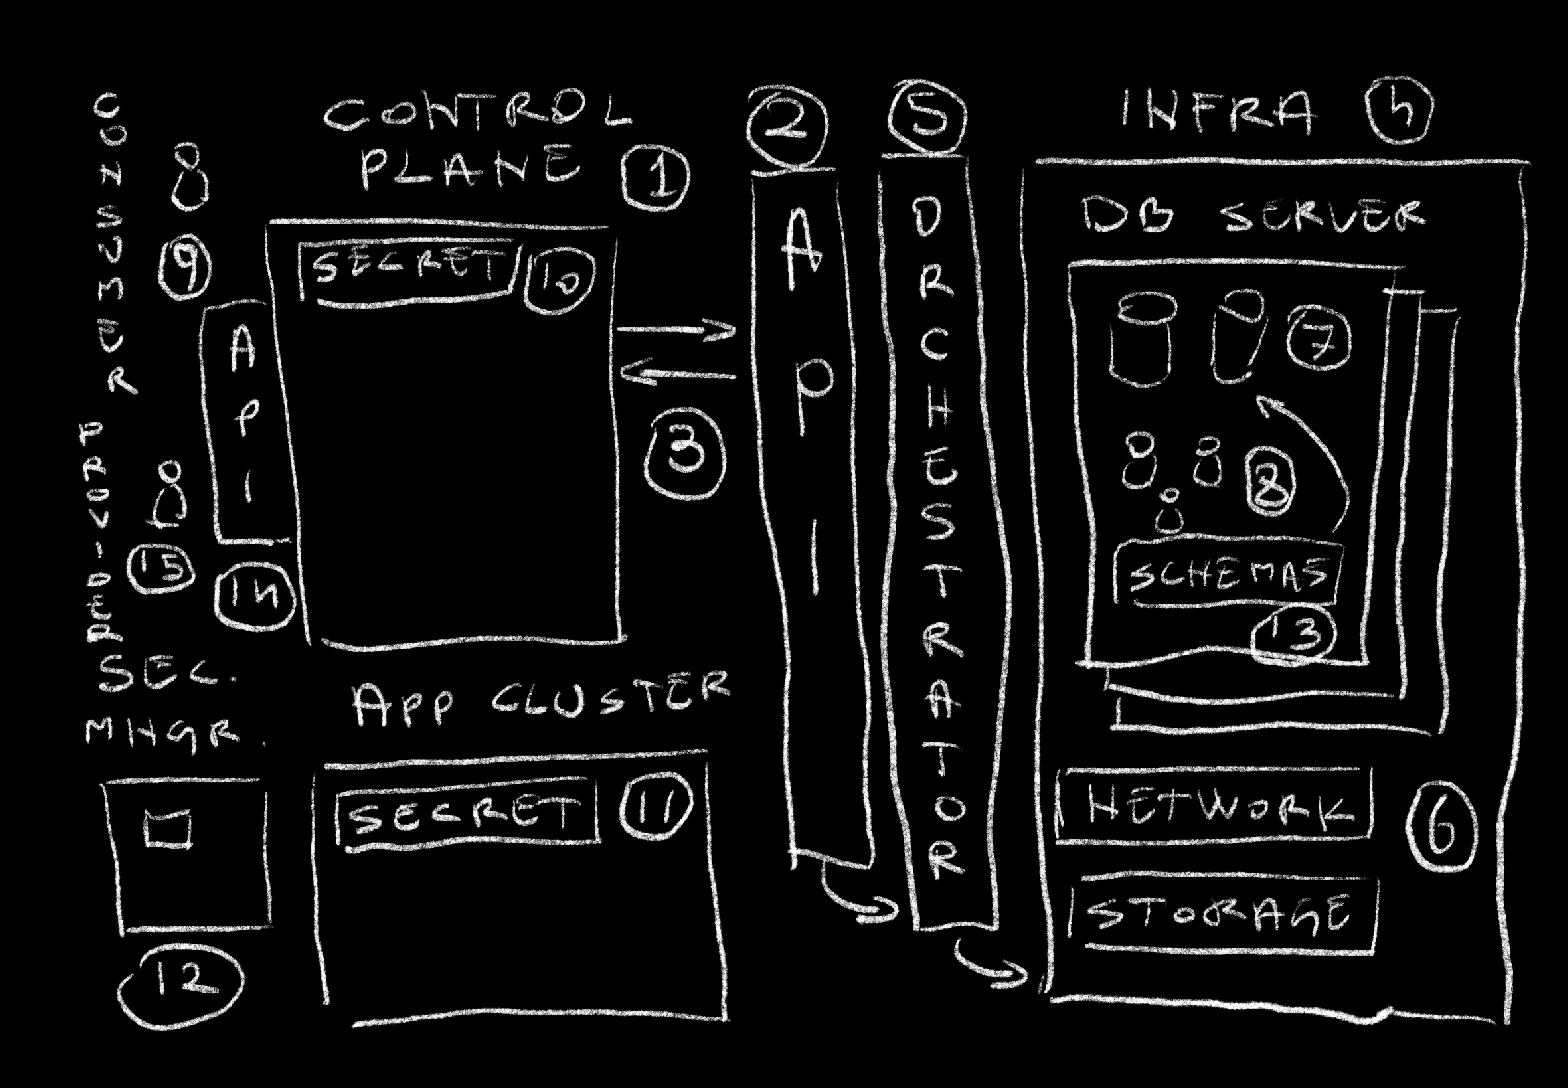 CONSUMER
9
CONTROL
PLANE 1
SECRET 10
API
14
PROVIDER
15
3
2
API
5
ORCHESTRATOR
INFRA 4
DB SERVER
7
8
SCHEMAS
13
NETWORK
6
STORAGE
SEC.
MNGR.
12
APP CLUSTER
SECRET 11